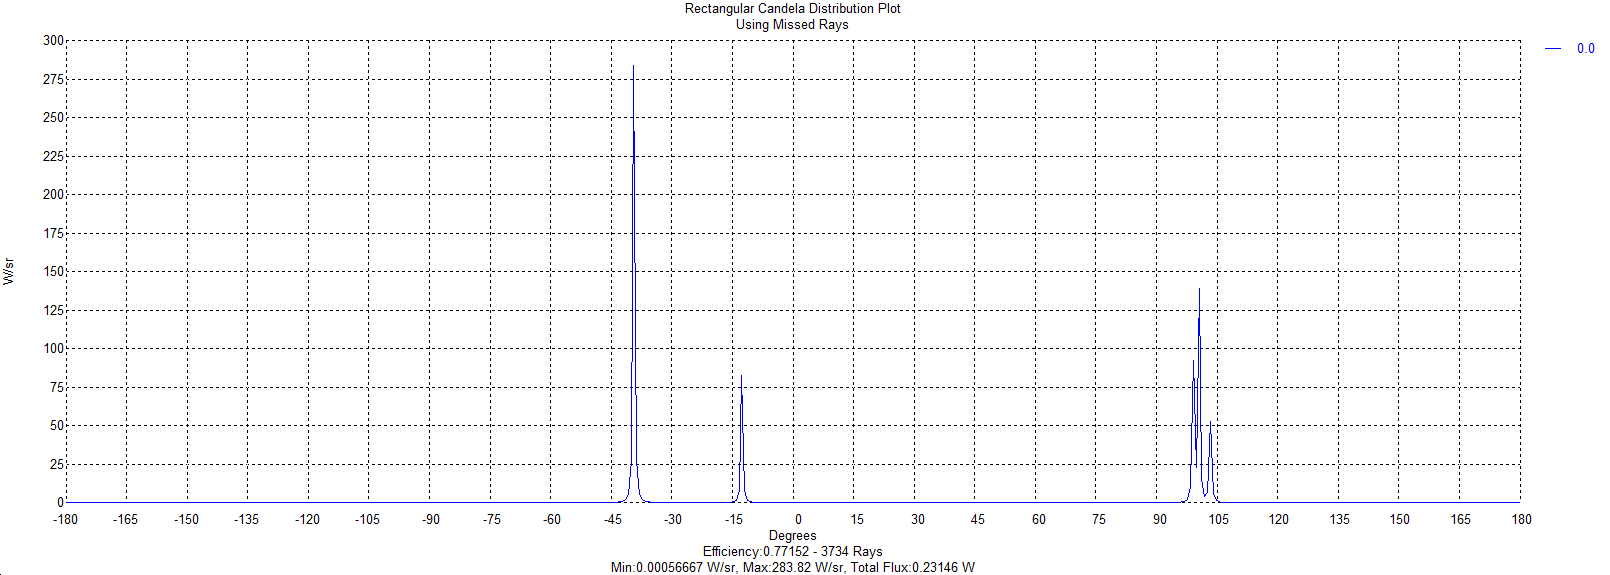 Rectangular Candela Distribution Plot
Using Missed Rays
0.0
300
275
250
225
200
175
150
125
100
75
50
25
0
W/sr
-180 -165 -150 -135 -120 -105 -90 -75 -60 -45 -30 -15 0 15 30 45 60 75 90 105 120 135 150 165 180
Degrees
Efficiency:0.77152 - 3734 Rays
Min:0.00056667 W/sr, Max:283.82 W/sr, Total Flux:0.23146 W